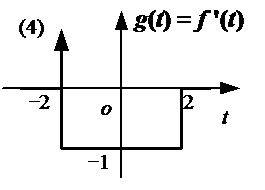 (4)
g(t) = f '(t)
−2 o 2 t
−1